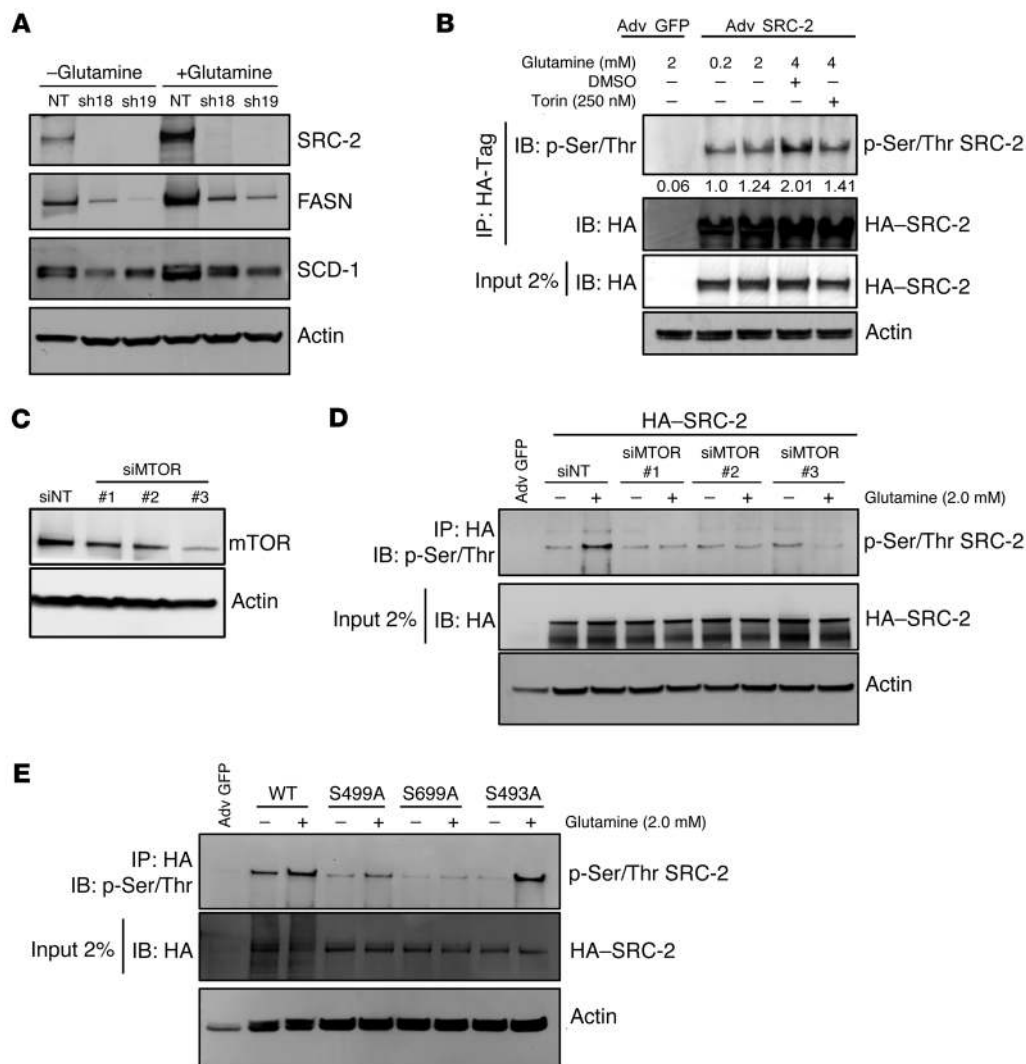 A
–Glutamine +Glutamine
NT sh18 sh19 NT sh18 sh19
SRC-2
FASN
SCD-1
Actin
B
Adv GFP Adv SRC-2
Glutamine (mM) 2 0.2 2 4 4
DMSO – – – + –
Torin (250 nM) – – – – +
IP: HA-Tag
IB: p-Ser/Thr p-Ser/Thr SRC-2
0.06 1.0 1.24 2.01 1.41
IB: HA HA–SRC-2
Input 2% IB: HA HA–SRC-2
Actin
C
siMTOR
siNT #1 #2 #3
mTOR
Actin
D
HA–SRC-2
Adv GFP
siNT siMTOR #1 siMTOR #2 siMTOR #3
– + – + – + – + Glutamine (2.0 mM)
IP: HA
IB: p-Ser/Thr p-Ser/Thr SRC-2
Input 2% IB: HA HA–SRC-2
Actin
E
Adv GFP
WT S499A S699A S493A
– + – + – + – + Glutamine (2.0 mM)
IP: HA
IB: p-Ser/Thr p-Ser/Thr SRC-2
Input 2% IB: HA HA–SRC-2
Actin